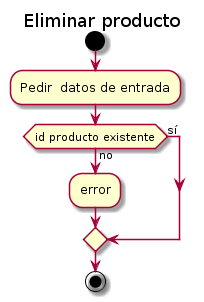 Eliminar producto
Pedir  datos de entrada
id producto existente
sí
no
error